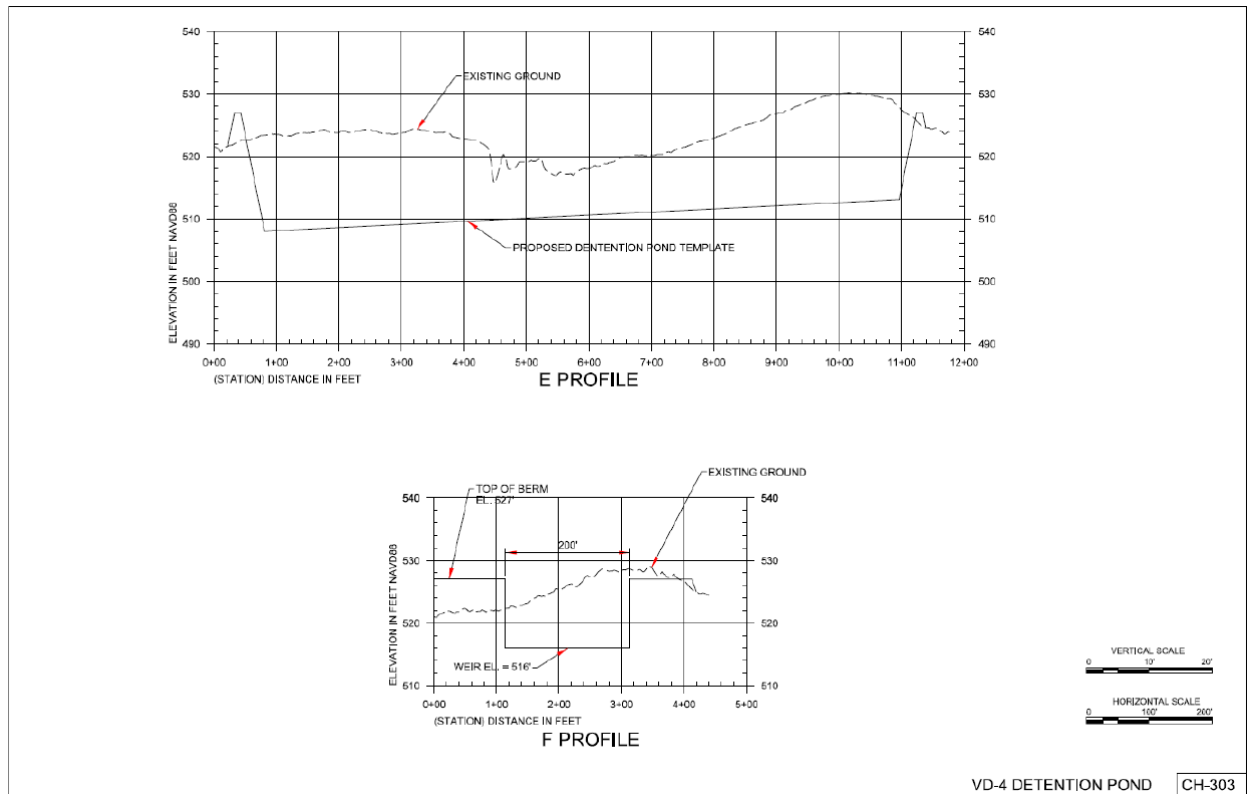 540
540
EXISTING GROUND
530
530
520
520
510
510
PROPOSED DENTENTION POND TEMPLATE
500
500
490
490
ELEVATION IN FEET NAVD88
0+00 1+00 2+00 3+00 4+00 5+00 6+00 7+00 8+00 9+00 10+00 11+00 12+00
(STATION) DISTANCE IN FEET
E PROFILE
EXISTING GROUND
TOP OF BERM
EL. 527'
540
540
200'
530
530
520
520
WEIR EL. = 516'
510
510
ELEVATION IN FEET NAVD88
0+00 1+00 2+00 3+00 4+00 5+00
(STATION) DISTANCE IN FEET
F PROFILE
VERTICAL SCALE
0 10' 20'
HORIZONTAL SCALE
0 100' 200'
VD-4 DETENTION POND CH-303